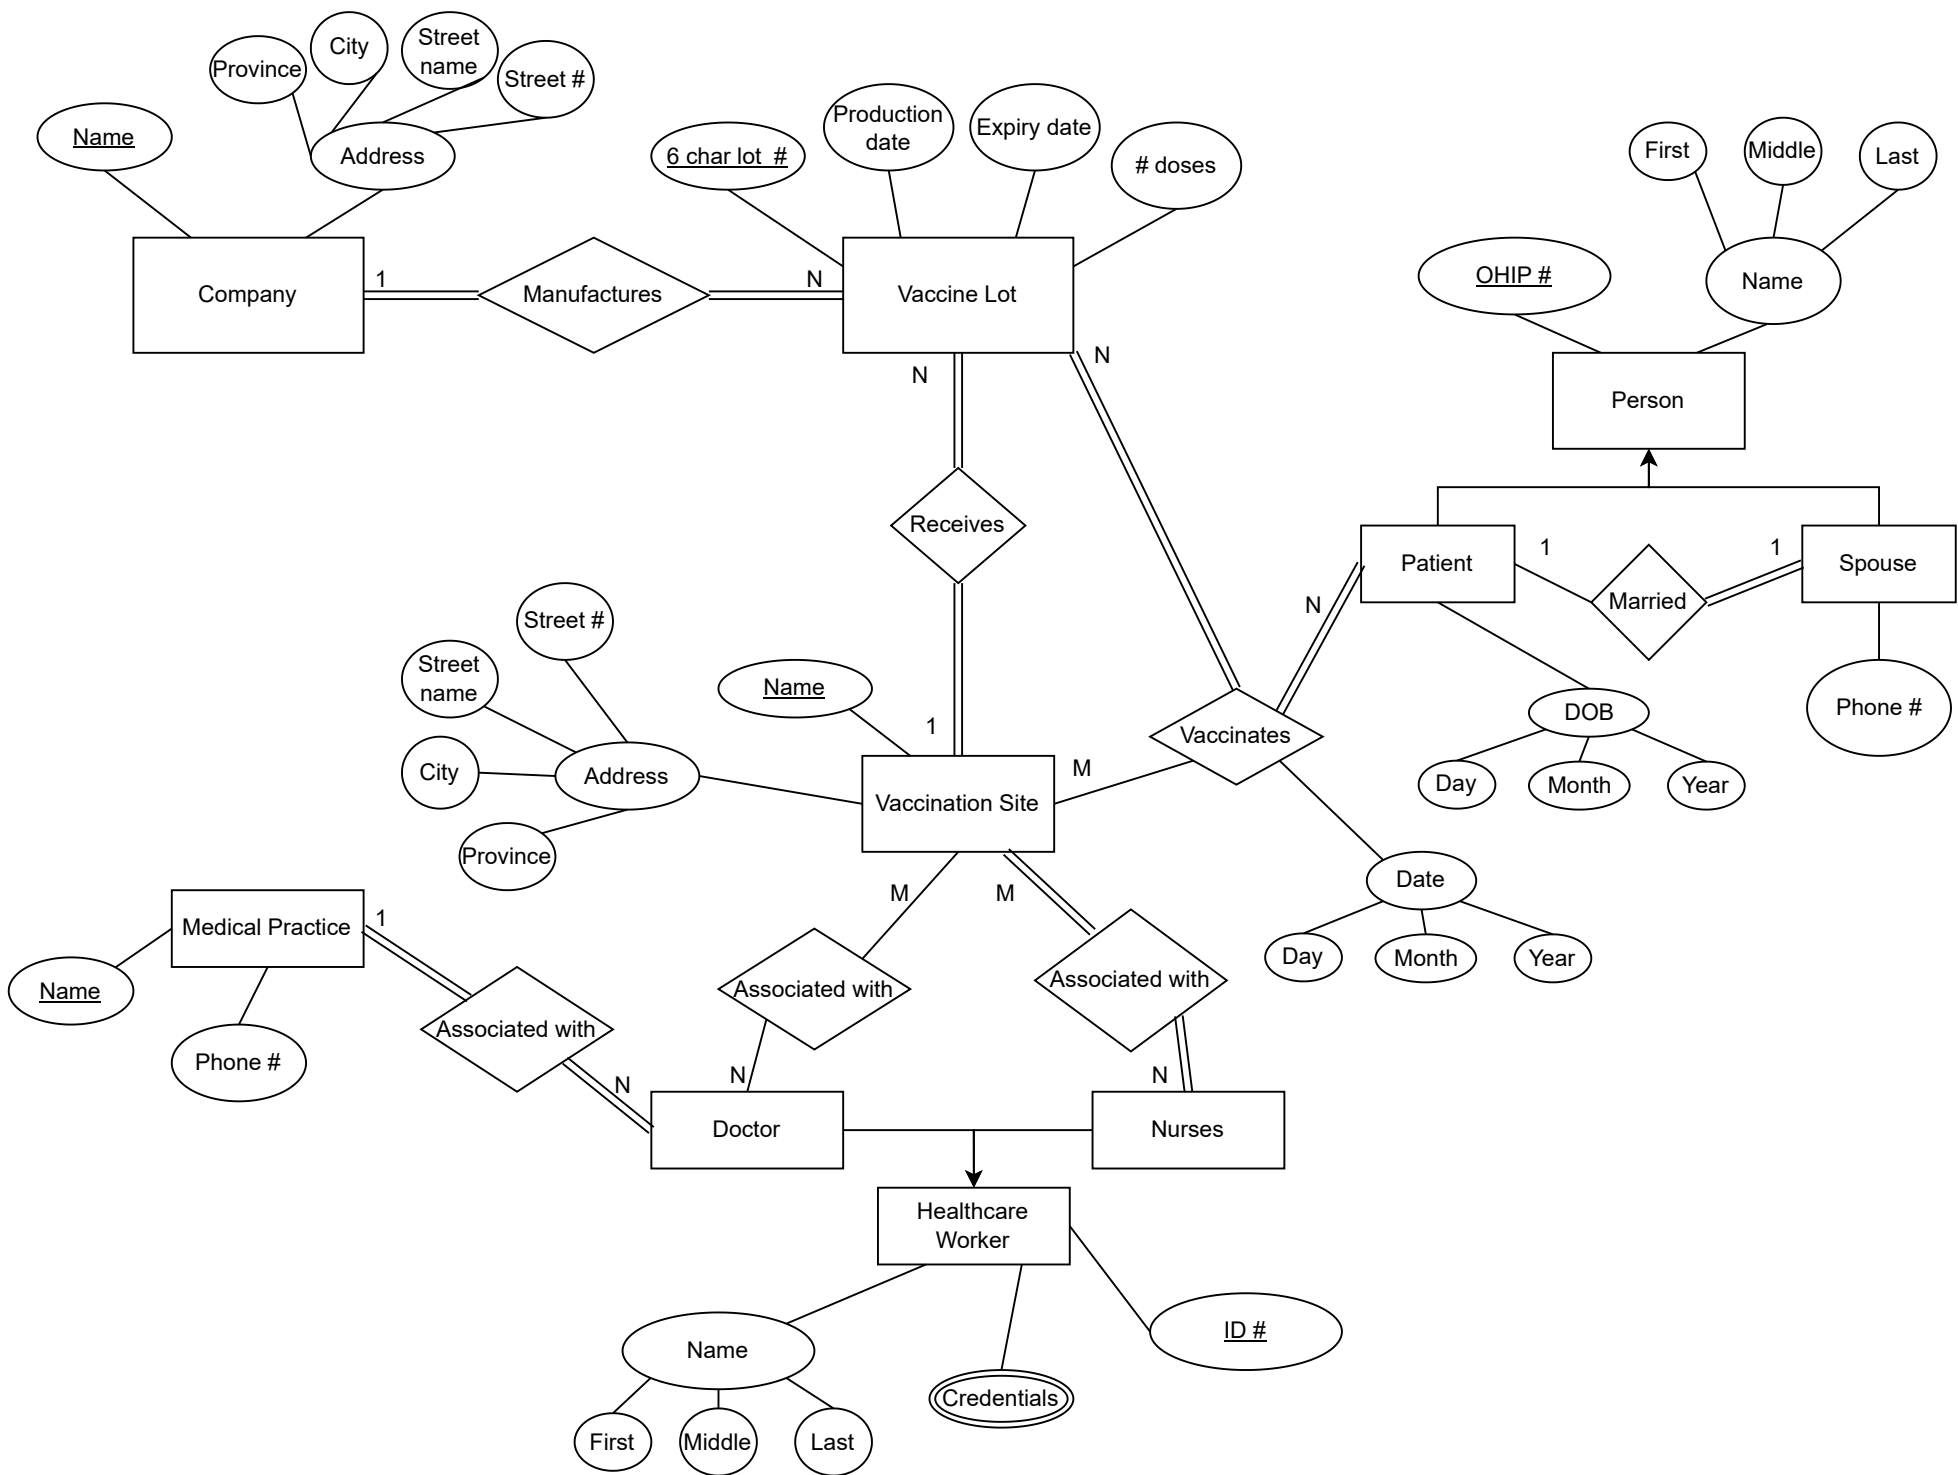 City
Street
name
Province
Street #
Name
Address
Production
date
Expiry date
6 char lot  #
# doses
First
Middle
Last
OHIP #
Name
Company
1
Manufactures
N
Vaccine Lot
N
N
Person
Receives
Patient
1
Married
1
Spouse
N
Street #
Street
name
Name
DOB
Phone #
1
Vaccinates
City
Address
M
Day
Month
Year
Vaccination Site
Province
M
M
Date
Medical Practice
1
Day
Month
Year
Name
Associated with
Associated with
Associated with
Phone #
N
N
N
Doctor
Nurses
Healthcare
Worker
Name
ID #
Credentials
First
Middle
Last